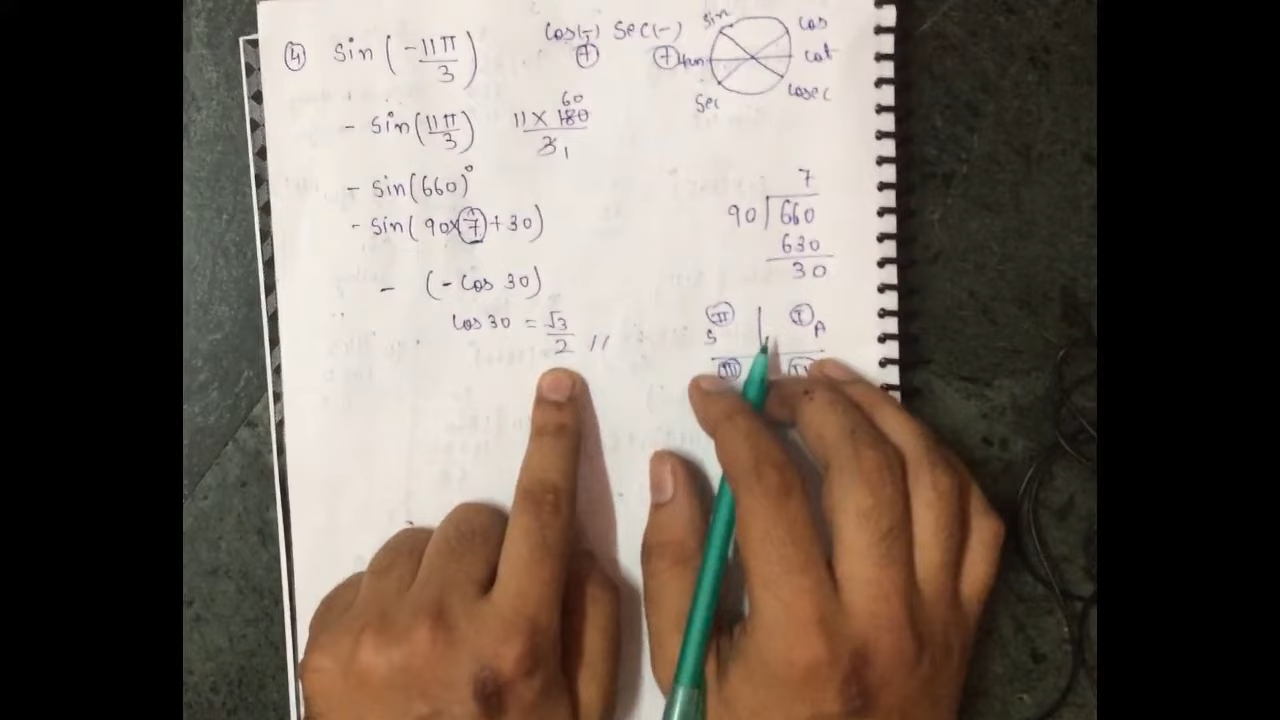 ④ Sin (-11π/3)
- Sin(11π/3)
11 × 180/3
60
1
- Sin(660)°
- Sin(90×7+30)
- (-Cos 30)
Cos 30 = √3/2 //
Cos(-) Sec(-)
+ +
Sin Cos
tan Cot
Sec Cosec
7
90 ) 660
630
30
II I
S A
III IV